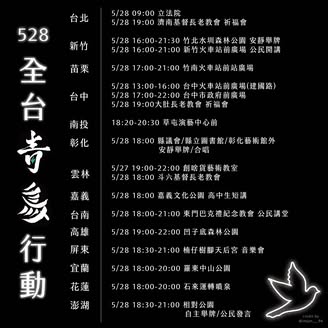 528
全台青鳥行動
台北
5/28 09:00 立法院
5/28 19:00 濟南基督長老教會 祈福會
新竹
5/28 16:00-21:30 竹北水圳森林公園 安靜舉牌
5/28 16:00-21:00 新竹火車站前廣場 公民開講
苗栗
5/28 17:00-21:00 竹南火車站前站廣場
台中
5/28 13:00-16:00 台中火車站前廣場(建國路)
5/28 17:00-22:00 台中市政府前廣場
5/28 19:00大肚長老教會 祈福會
南投
18:20-20:30 草屯演藝中心前
彰化
5/28 18:00 縣議會/縣立圖書館/彰化藝術館外
安靜舉牌/合唱
雲林
5/27 19:00-22:00 創啥貨藝術教室
5/28 18:00 斗六基督長老教會
嘉義
5/28 18:00 嘉義文化公園 高中生短講
台南
5/28 18:00-21:00 東門巴克禮紀念教會 公民講堂
高雄
5/28 19:00-22:00 凹子底森林公園
屏東
5/28 18:30-21:00 楠仔樹腳天后宮 音樂會
宜蘭
5/28 18:00-20:00 羅東中山公園
花蓮
5/28 18:00-20:00 石來運轉噴泉
澎湖
5/28 18:30-21:00 相對公園
自主舉牌/公民發言